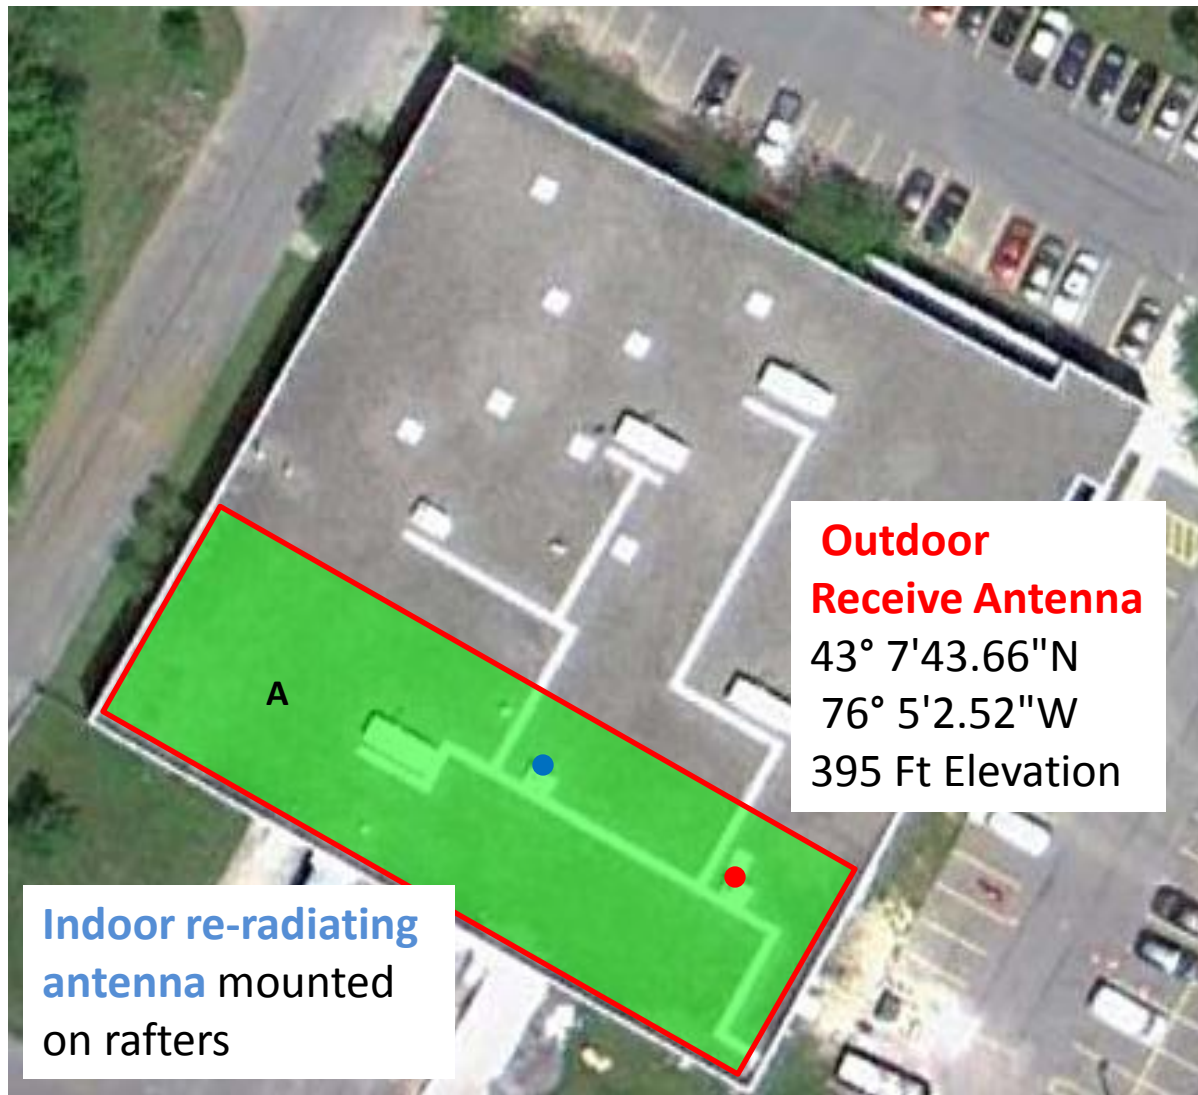 A
Outdoor
Receive Antenna
43° 7'43.66"N
76° 5'2.52"W
395 Ft Elevation
Indoor re-radiating
antenna mounted
on rafters